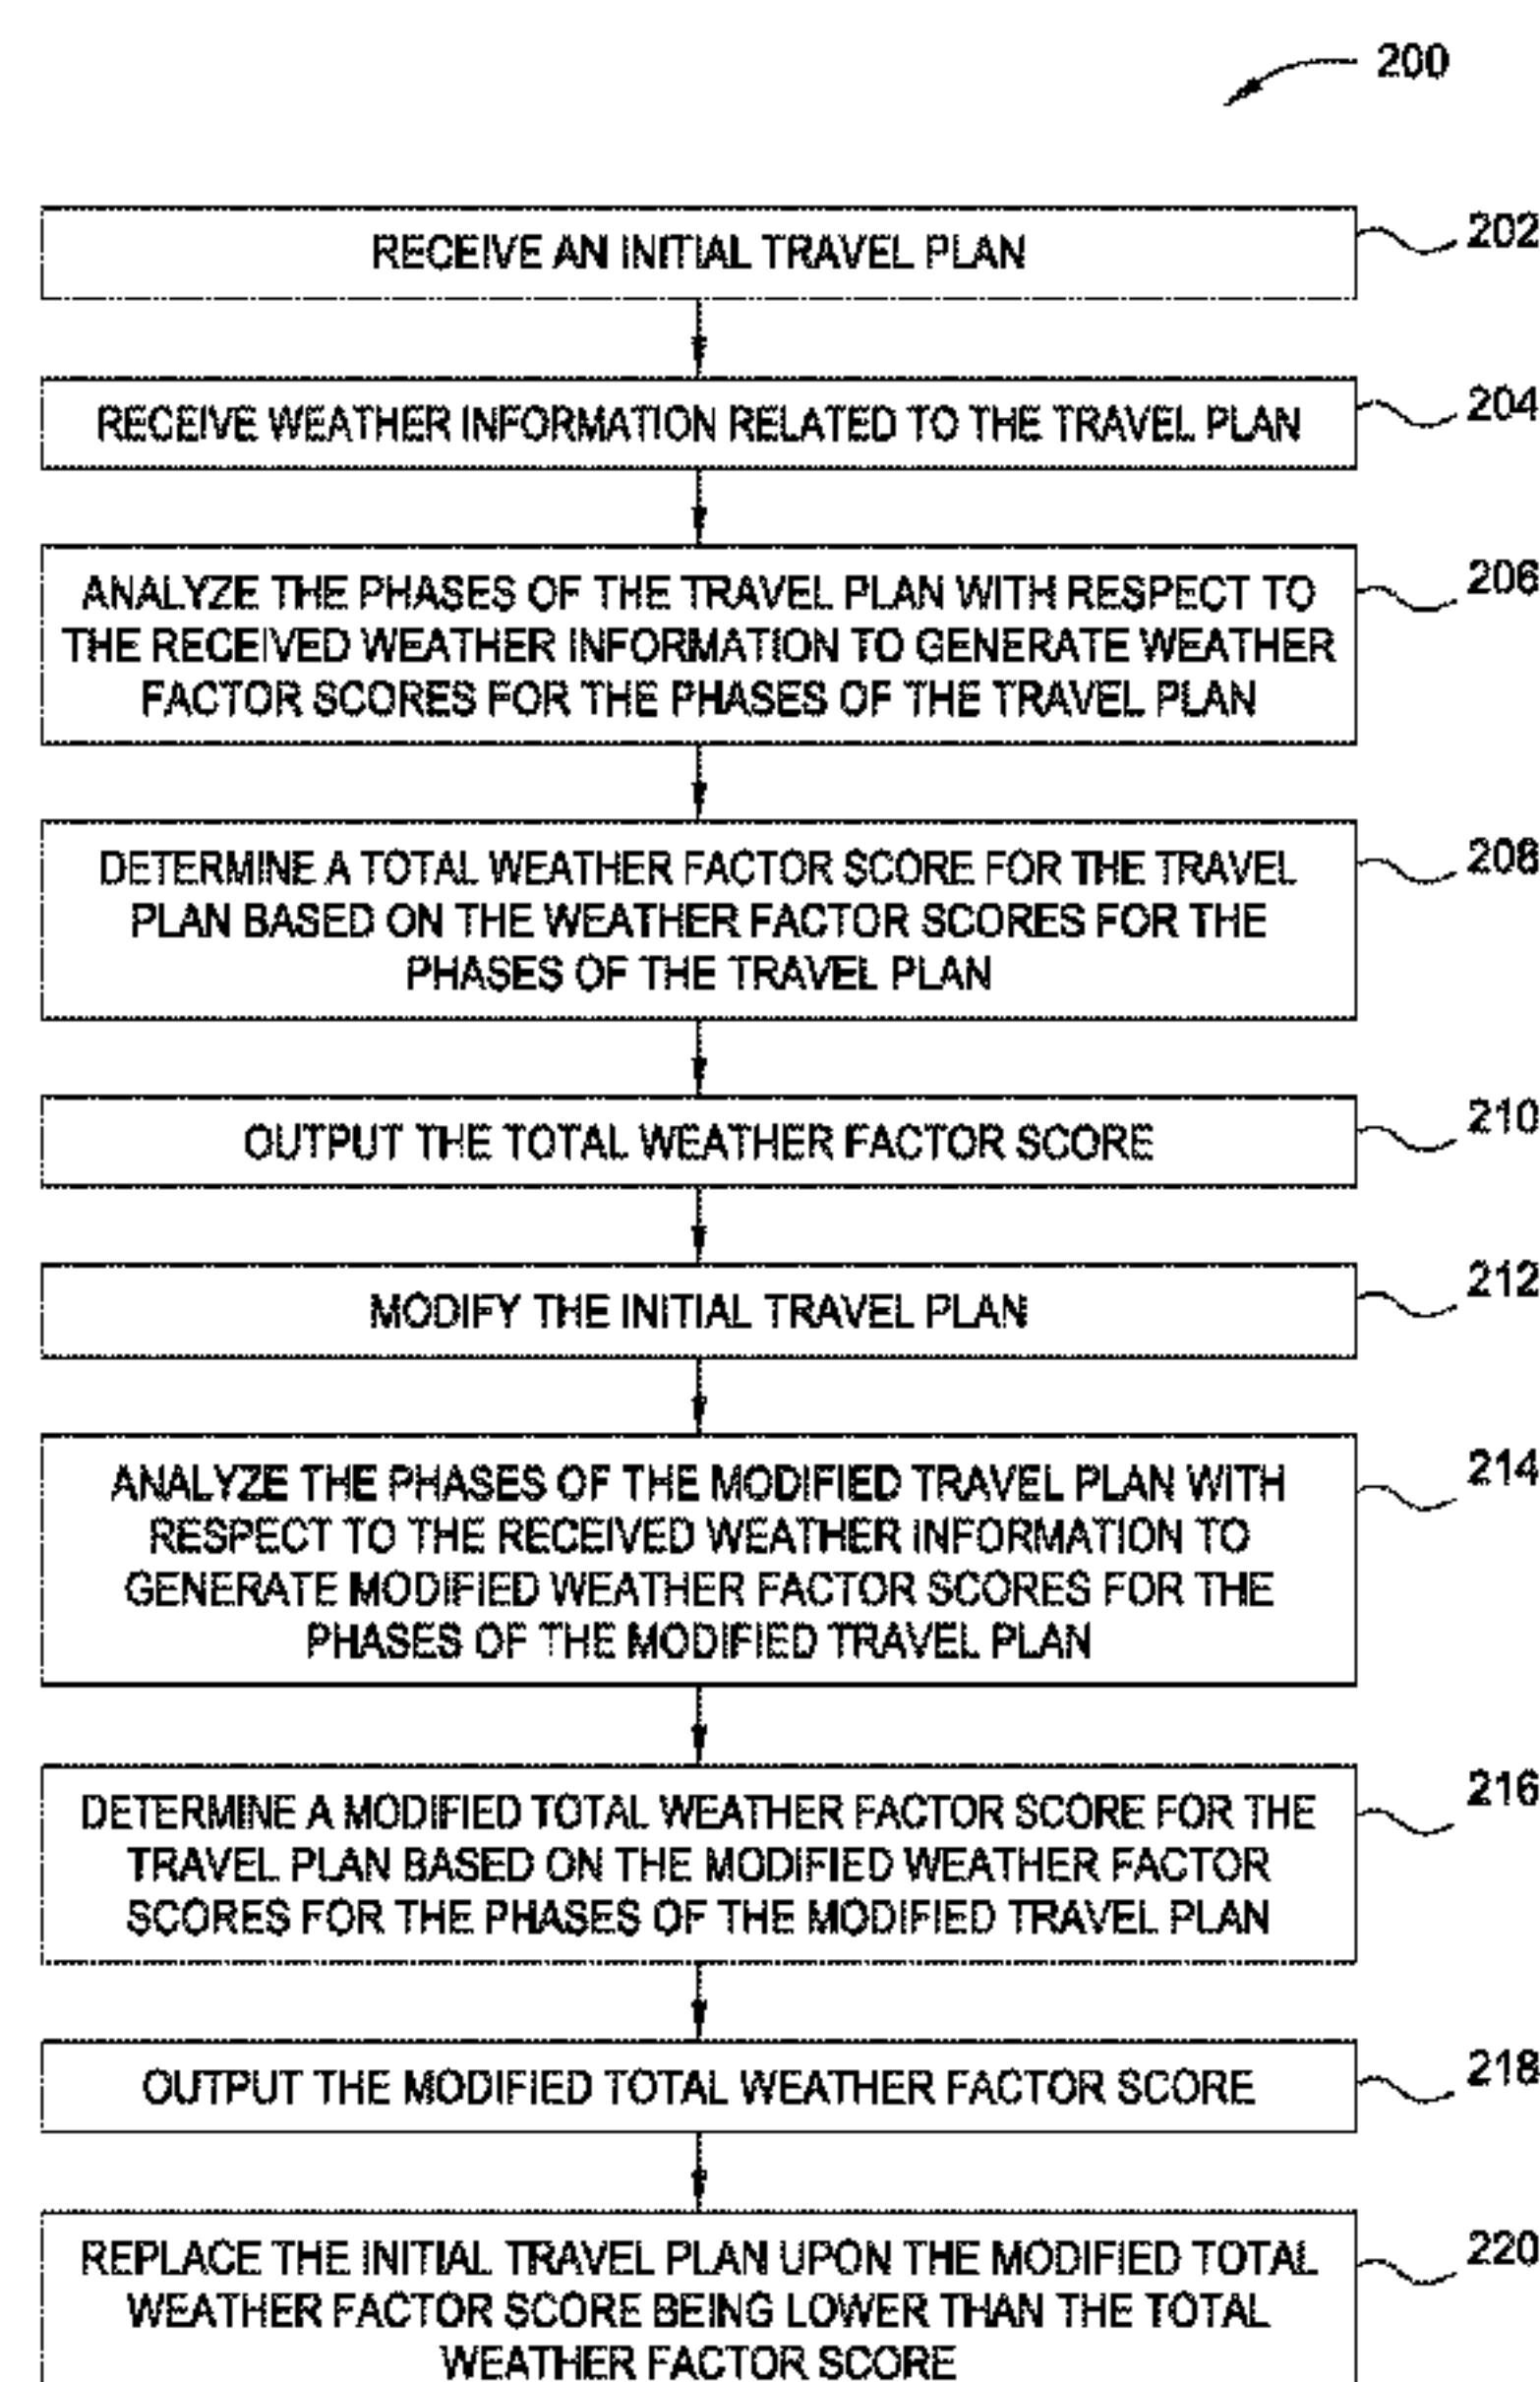 200
RECEIVE AN INITIAL TRAVEL PLAN
202
RECEIVE WEATHER INFORMATION RELATED TO THE TRAVEL PLAN
204
ANALYZE THE PHASES OF THE TRAVEL PLAN WITH RESPECT TO
THE RECEIVED WEATHER INFORMATION TO GENERATE WEATHER
FACTOR SCORES FOR THE PHASES OF THE TRAVEL PLAN
206
DETERMINE A TOTAL WEATHER FACTOR SCORE FOR THE TRAVEL
PLAN BASED ON THE WEATHER FACTOR SCORES FOR THE
PHASES OF THE TRAVEL PLAN
208
OUTPUT THE TOTAL WEATHER FACTOR SCORE
210
MODIFY THE INITIAL TRAVEL PLAN
212
ANALYZE THE PHASES OF THE MODIFIED TRAVEL PLAN WITH
RESPECT TO THE RECEIVED WEATHER INFORMATION TO
GENERATE MODIFIED WEATHER FACTOR SCORES FOR THE
PHASES OF THE MODIFIED TRAVEL PLAN
214
DETERMINE A MODIFIED TOTAL WEATHER FACTOR SCORE FOR THE
TRAVEL PLAN BASED ON THE MODIFIED WEATHER FACTOR
SCORES FOR THE PHASES OF THE MODIFIED TRAVEL PLAN
216
OUTPUT THE MODIFIED TOTAL WEATHER FACTOR SCORE
218
REPLACE THE INITIAL TRAVEL PLAN UPON THE MODIFIED TOTAL
WEATHER FACTOR SCORE BEING LOWER THAN THE TOTAL
WEATHER FACTOR SCORE
220